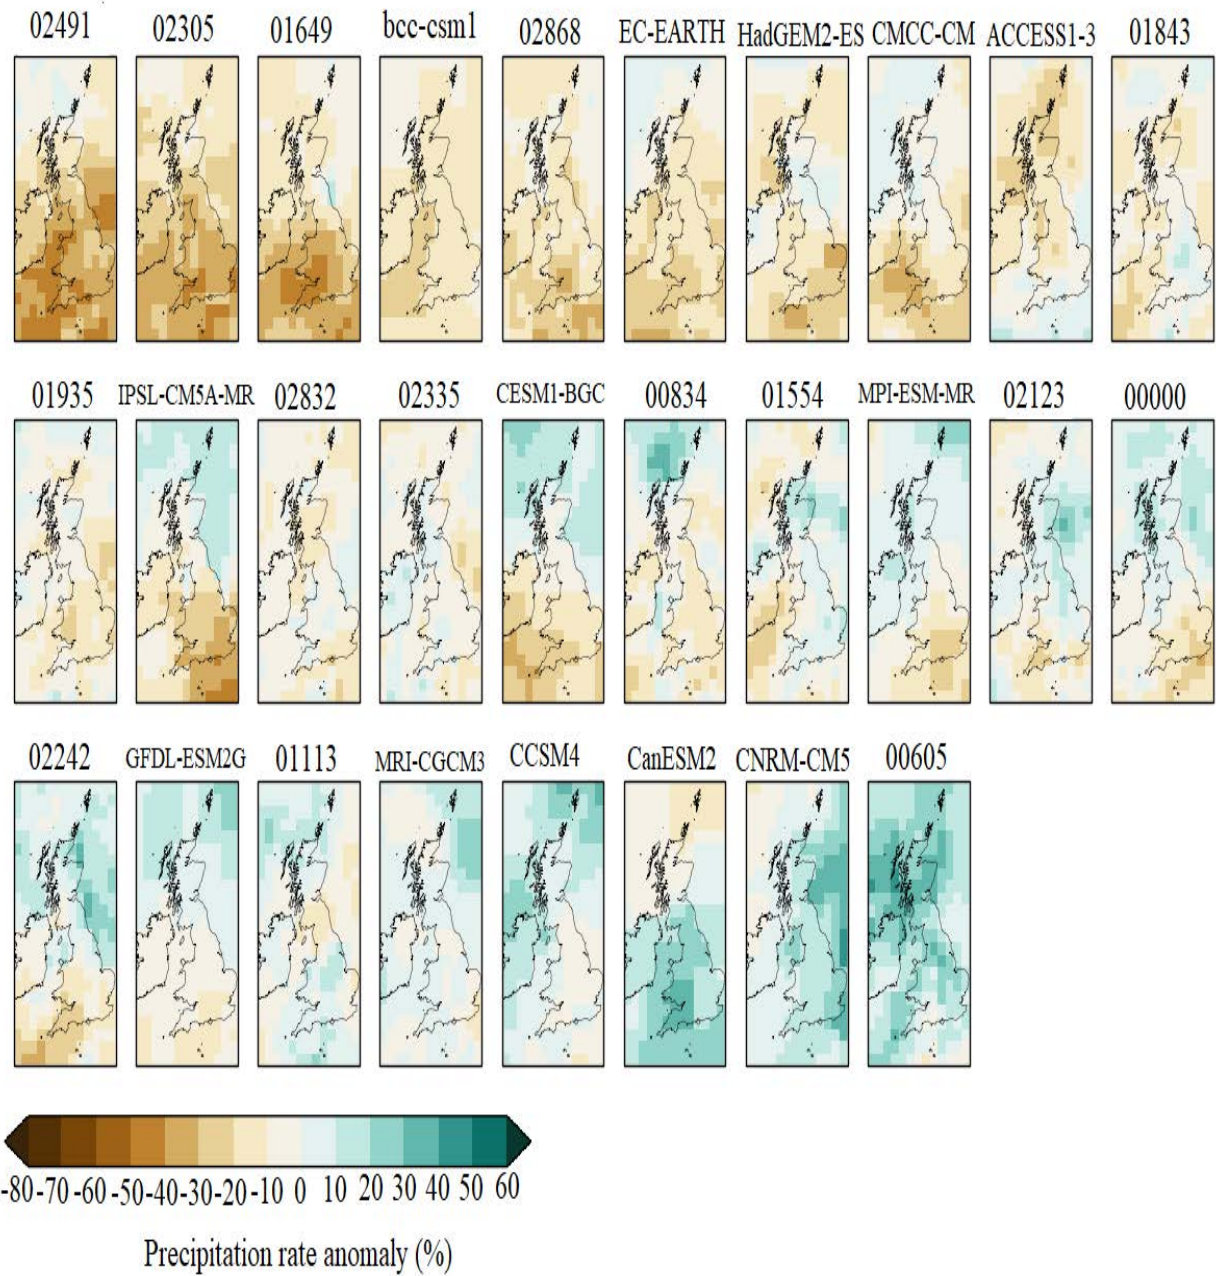 02491 02305 01649 bcc-csm1 02868 EC-EARTH HadGEM2-ES CMCC-CM ACCESS1-3 01843
01935 IPSL-CM5A-MR 02832 02335 CESM1-BGC 00834 01554 MPI-ESM-MR 02123 00000
02242 GFDL-ESM2G 01113 MRI-CGCM3 CCSM4 CanESM2 CNRM-CM5 00605
-80 -70 -60 -50 -40 -30 -20 -10 0 10 20 30 40 50 60
Precipitation rate anomaly (%)